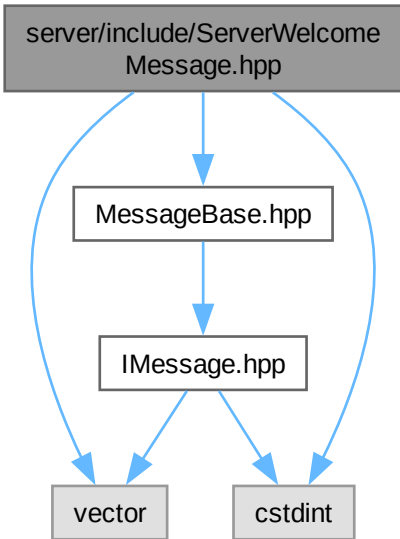 server/include/ServerWelcome
Message.hpp
MessageBase.hpp
IMessage.hpp
vector
cstdint